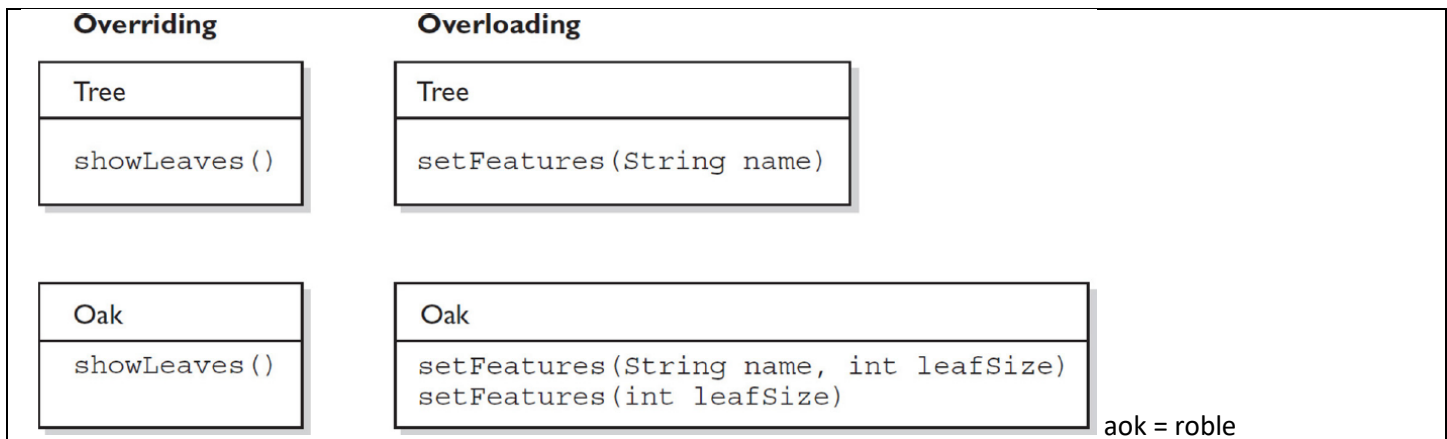 Overriding
Overloading
Tree
showLeaves()
Tree
setFeatures(String name)
Oak
showLeaves()
Oak
setFeatures(String name, int leafSize)
setFeatures(int leafSize)
aok = roble